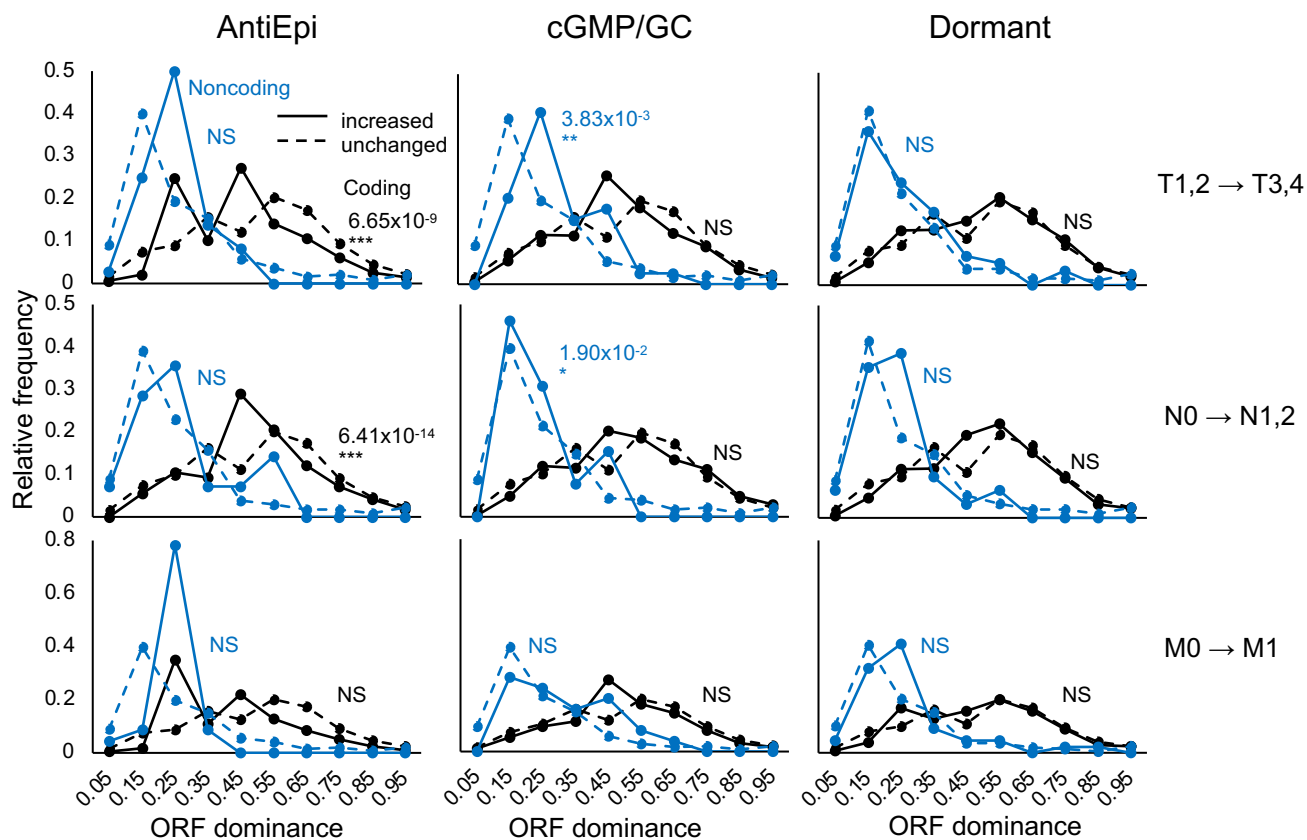 AntiEpi cGMP/GC Dormant
Relative frequency
0.5
0.4
0.3
0.2
0.1
0
Noncoding
NS
increased
unchanged
Coding
6.65x10⁻⁹
***
3.83x10⁻³
**
NS
NS
NS
T1,2 → T3,4
0.5
0.4
0.3
0.2
0.1
0
NS
6.41x10⁻¹⁴
***
1.90x10⁻²
*
NS
NS
NS
N0 → N1,2
0.8
0.6
0.4
0.2
0
NS
NS
NS
NS
NS
NS
M0 → M1
0.05 0.15 0.25 0.35 0.45 0.55 0.65 0.75 0.85 0.95
0.05 0.15 0.25 0.35 0.45 0.55 0.65 0.75 0.85 0.95
0.05 0.15 0.25 0.35 0.45 0.55 0.65 0.75 0.85 0.95
ORF dominance ORF dominance ORF dominance